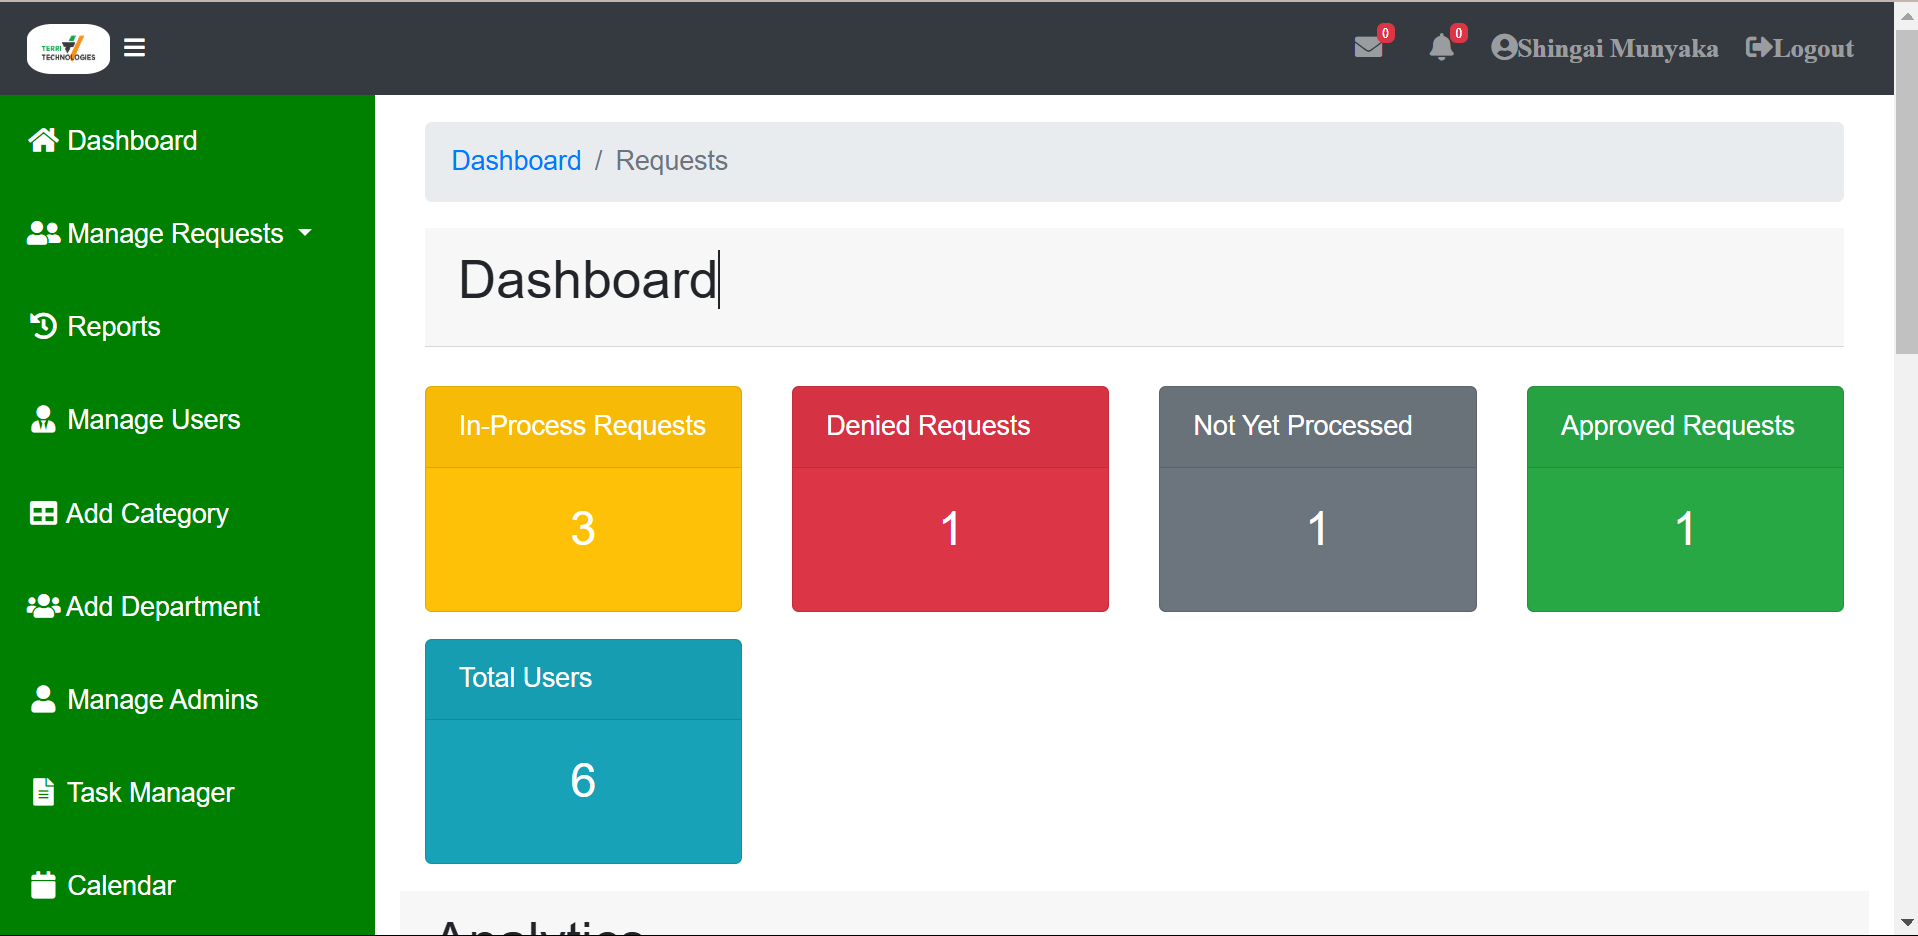 TERRI
TECHNOLOGIES
0
0
Shingai Munyaka
Logout
Dashboard
Manage Requests
Reports
Manage Users
Add Category
Add Department
Manage Admins
Task Manager
Calendar
Dashboard / Requests
Dashboard
In-Process Requests
3
Denied Requests
1
Not Yet Processed
1
Approved Requests
1
Total Users
6
Analytics